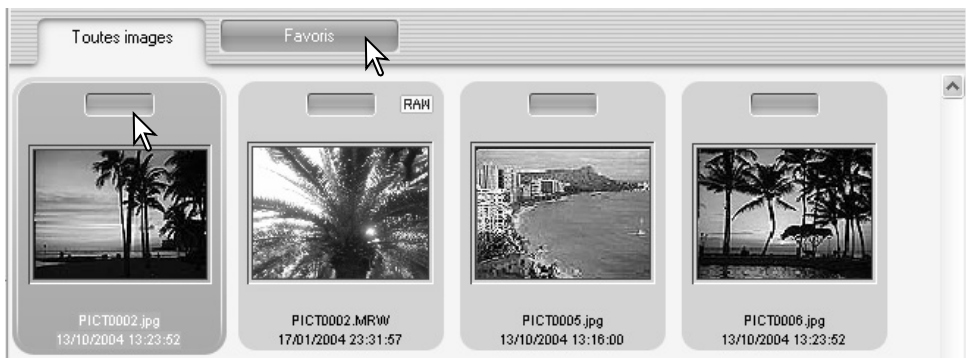 Toutes images
Favoris
RAW
PICT0002.jpg
13/10/2004 13:23:52
PICT0002.MRW
17/01/2004 23:31:57
PICT0005.jpg
13/10/2004 13:16:00
PICT0006.jpg
13/10/2004 13:23:52